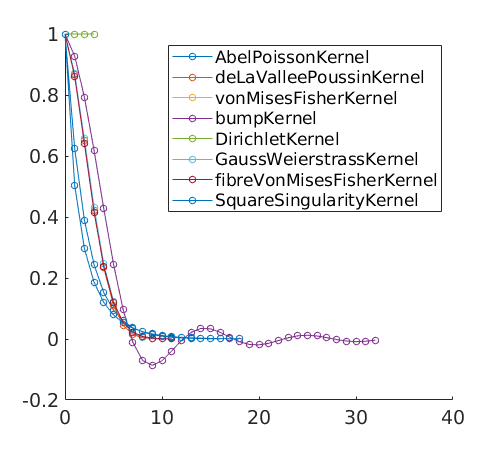 1
0.8
0.6
0.4
0.2
0
-0.2
0
10
20
30
40
AbelPoissonKernel
deLaValleePoussinKernel
vonMisesFisherKernel
bumpKernel
DirichletKernel
GaussWeierstrassKernel
fibreVonMisesFisherKernel
SquareSingularityKernel